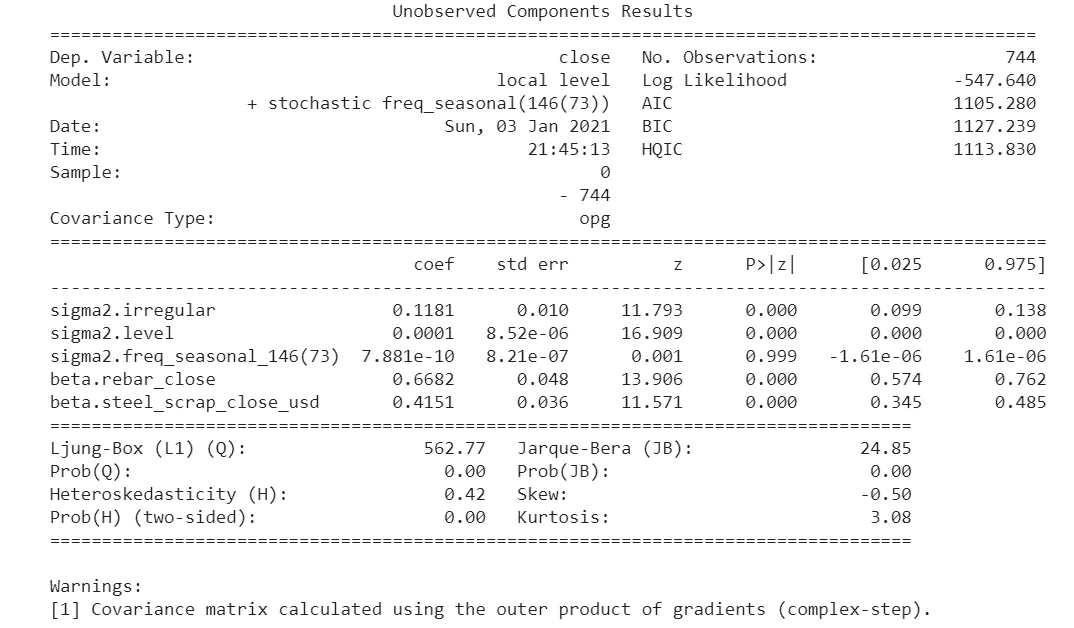 Unobserved Components Results
==============================================================================================
Dep. Variable: close No. Observations: 744
Model: local level Log Likelihood -547.640
+ stochastic freq_seasonal(146(73)) AIC 1105.280
Date: Sun, 03 Jan 2021 BIC 1127.239
Time: 21:45:13 HQIC 1113.830
Sample: 0
- 744
Covariance Type: opg
==============================================================================================
coef std err z P>|z| [0.025 0.975]
----------------------------------------------------------------------------------------------
sigma2.irregular 0.1181 0.010 11.793 0.000 0.099 0.138
sigma2.level 0.0001 8.52e-06 16.909 0.000 0.000 0.000
sigma2.freq_seasonal_146(73) 7.881e-10 8.21e-07 0.001 0.999 -1.61e-06 1.61e-06
beta.rebar_close 0.6682 0.048 13.906 0.000 0.574 0.762
beta.steel_scrap_close_usd 0.4151 0.036 11.571 0.000 0.345 0.485
===================================================================================
Ljung-Box (L1) (Q): 562.77 Jarque-Bera (JB): 24.85
Prob(Q): 0.00 Prob(JB): 0.00
Heteroskedasticity (H): 0.42 Skew: -0.50
Prob(H) (two-sided): 0.00 Kurtosis: 3.08
===================================================================================
Warnings:
[1] Covariance matrix calculated using the outer product of gradients (complex-step).